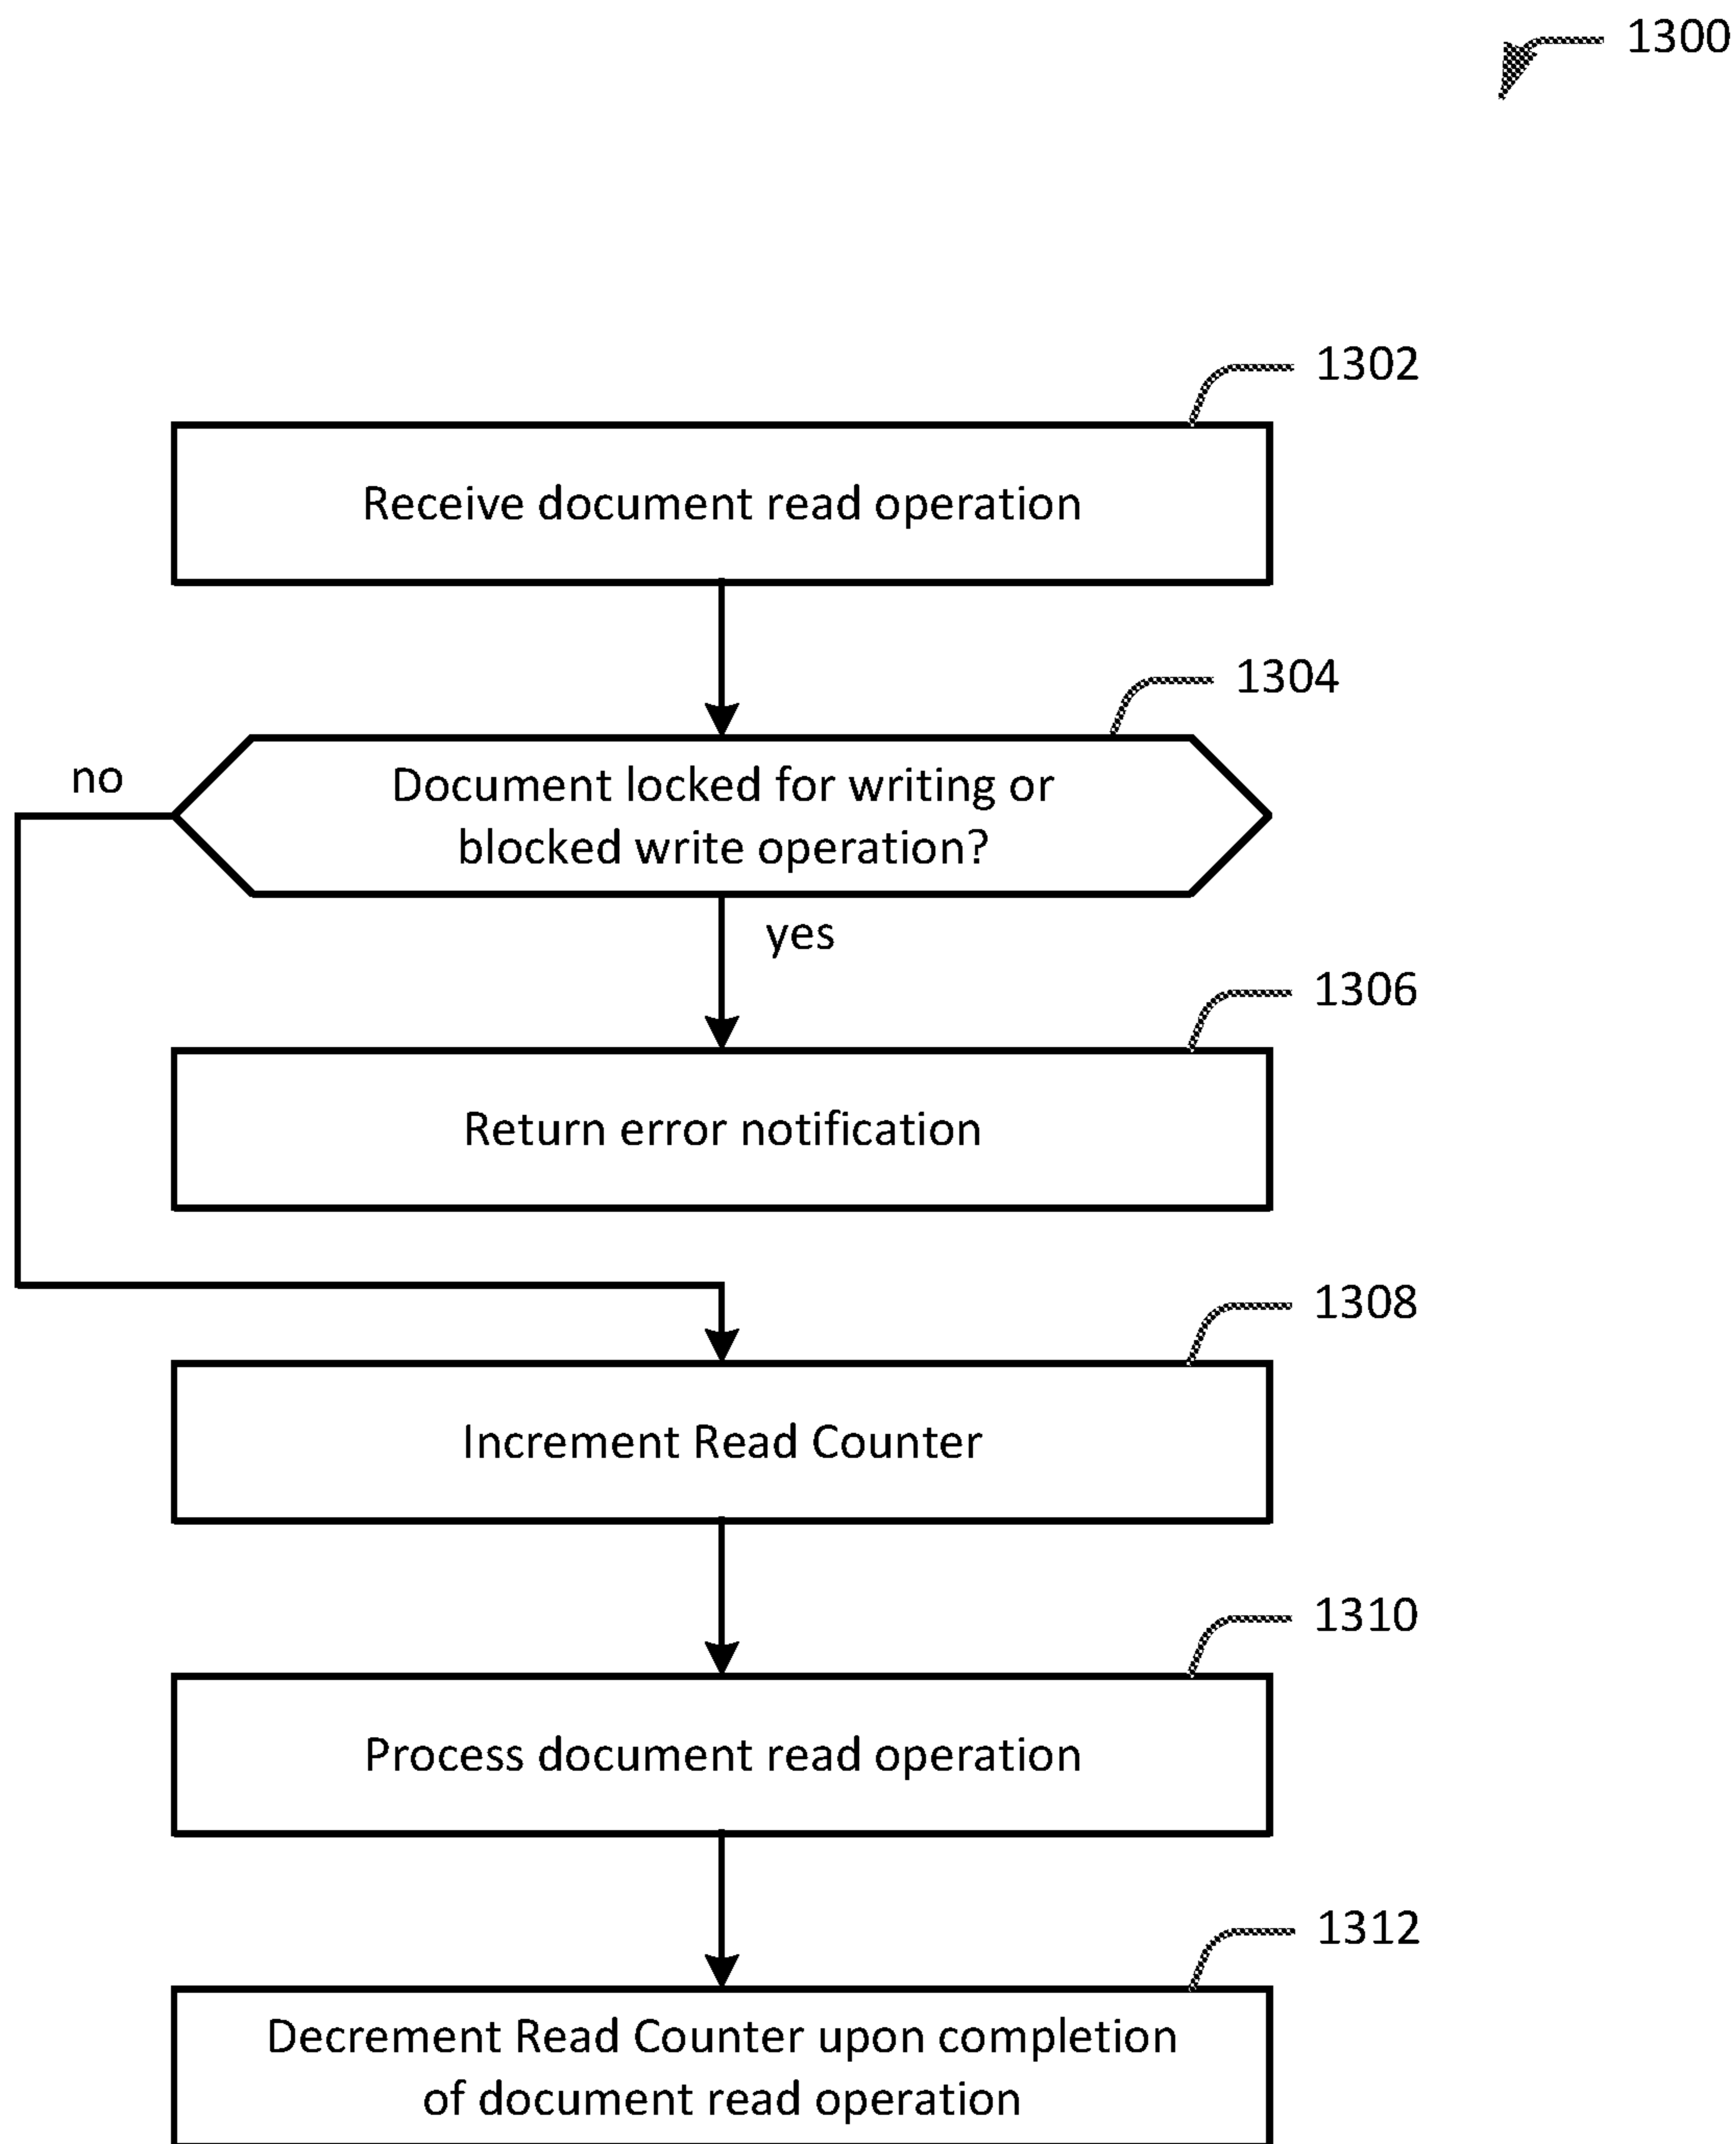 1300
1302
Receive document read operation
1304
no
Document locked for writing or
blocked write operation?
yes
1306
Return error notification
1308
Increment Read Counter
1310
Process document read operation
1312
Decrement Read Counter upon completion
of document read operation